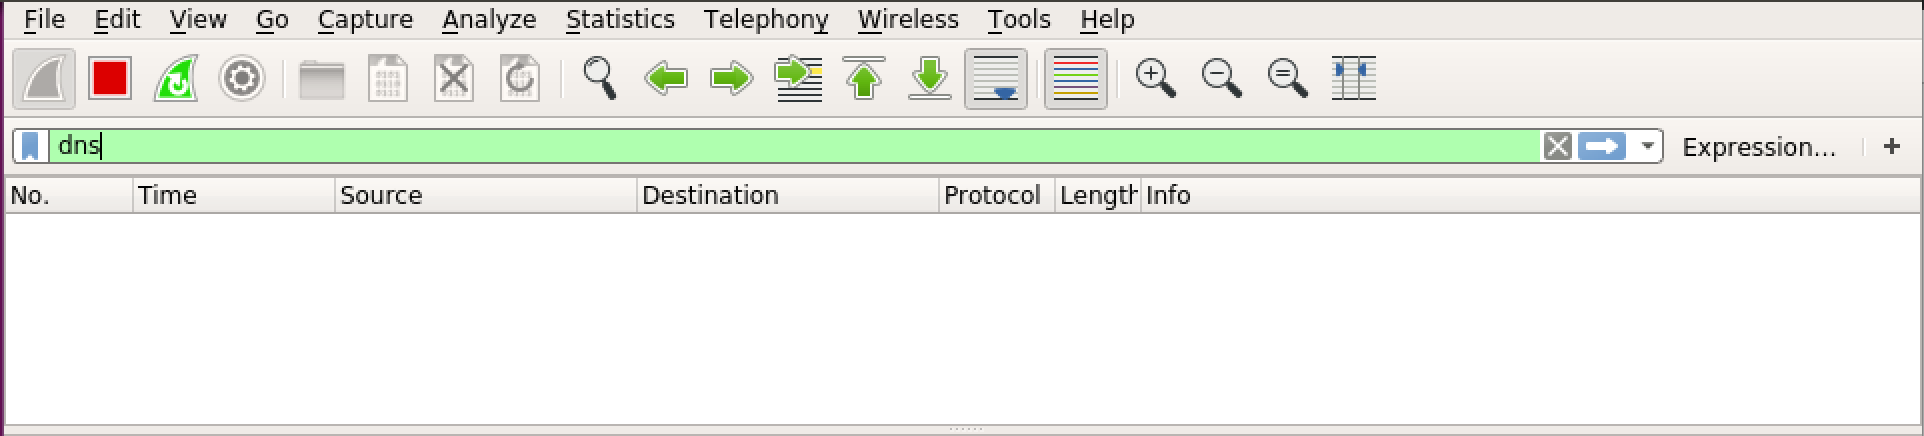 File Edit View Go Capture Analyze Statistics Telephony Wireless Tools Help
dns Expression... +
No. Time Source Destination Protocol Length Info